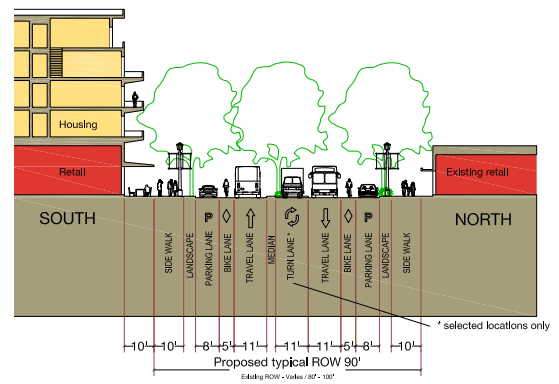 Housing
Retail
Existing retail
SOUTH
NORTH
SIDE WALK
LANDSCAPE
PARKING LANE
P
BIKE LANE
TRAVEL LANE
MEDIAN
TURN LANE *
TRAVEL LANE
BIKE LANE
PARKING LANE
P
LANDSCAPE
SIDE WALK
* selected locations only
10' 10' 8' 5' 11' 11' 11' 5' 8' 10'
Proposed typical ROW 90'
Existing ROW - Varies / 80' - 100'